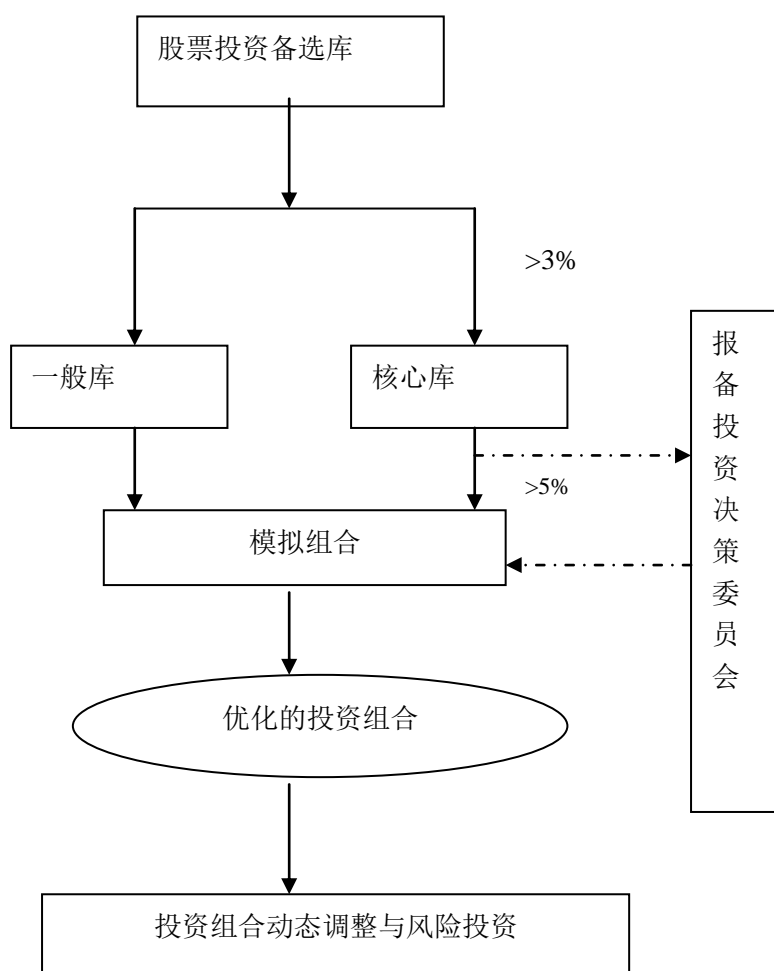 股票投资备选库
>3%
一般库
核心库
报备投资决策委员会
>5%
模拟组合
优化的投资组合
投资组合动态调整与风险投资